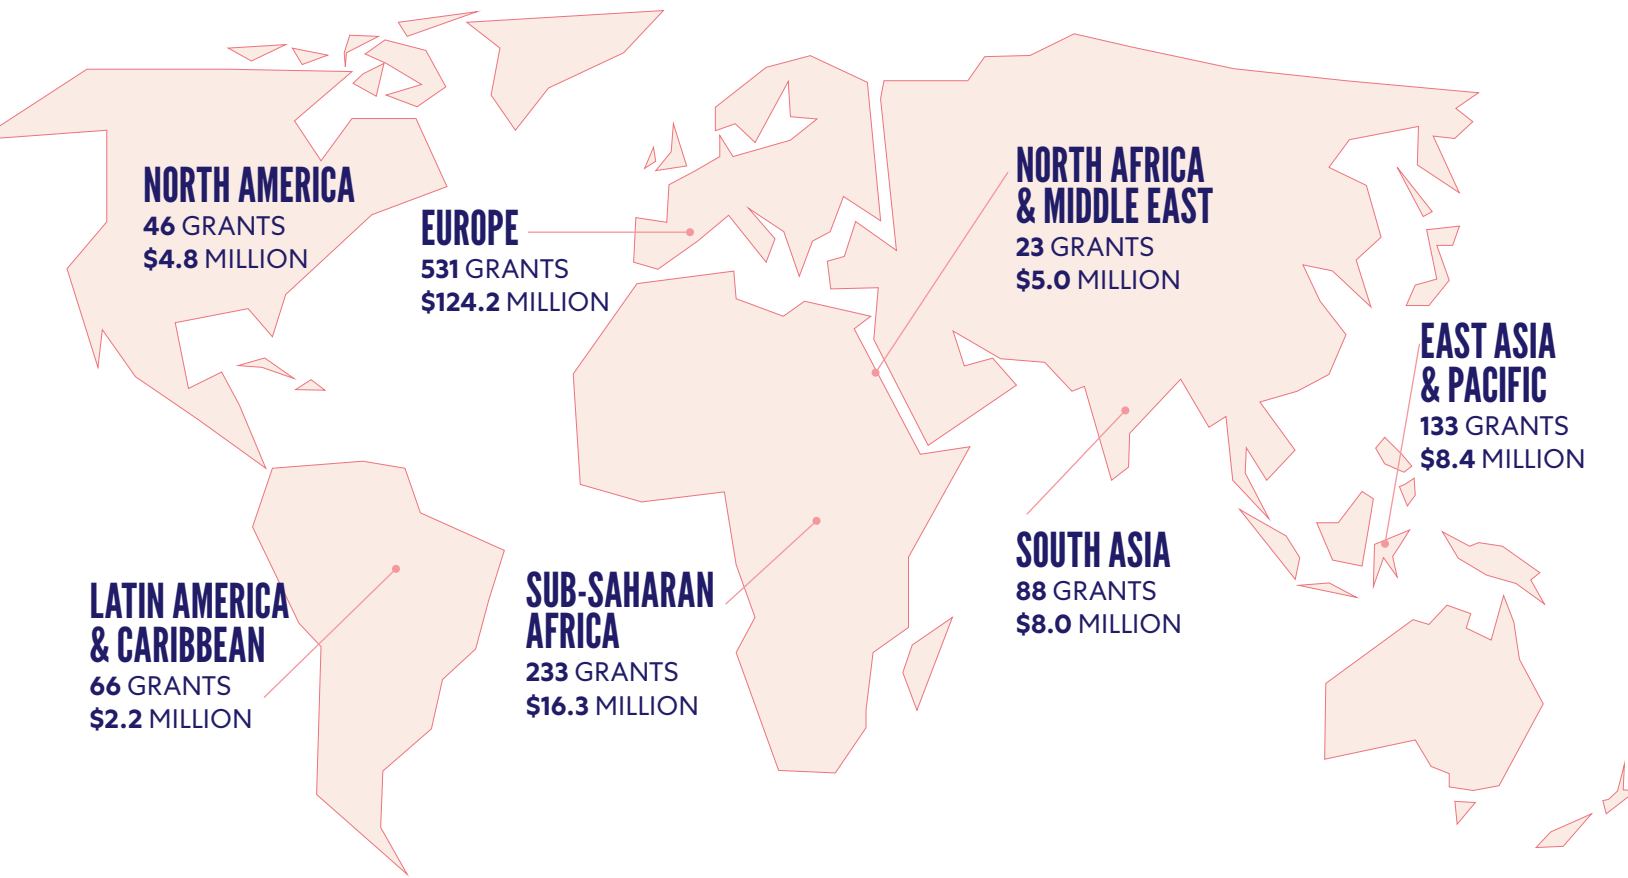 NORTH AMERICA
46 GRANTS
$4.8 MILLION
EUROPE
531 GRANTS
$124.2 MILLION
NORTH AFRICA
& MIDDLE EAST
23 GRANTS
$5.0 MILLION
EAST ASIA
& PACIFIC
133 GRANTS
$8.4 MILLION
LATIN AMERICA
& CARIBBEAN
66 GRANTS
$2.2 MILLION
SUB-SAHARAN
AFRICA
233 GRANTS
$16.3 MILLION
SOUTH ASIA
88 GRANTS
$8.0 MILLION